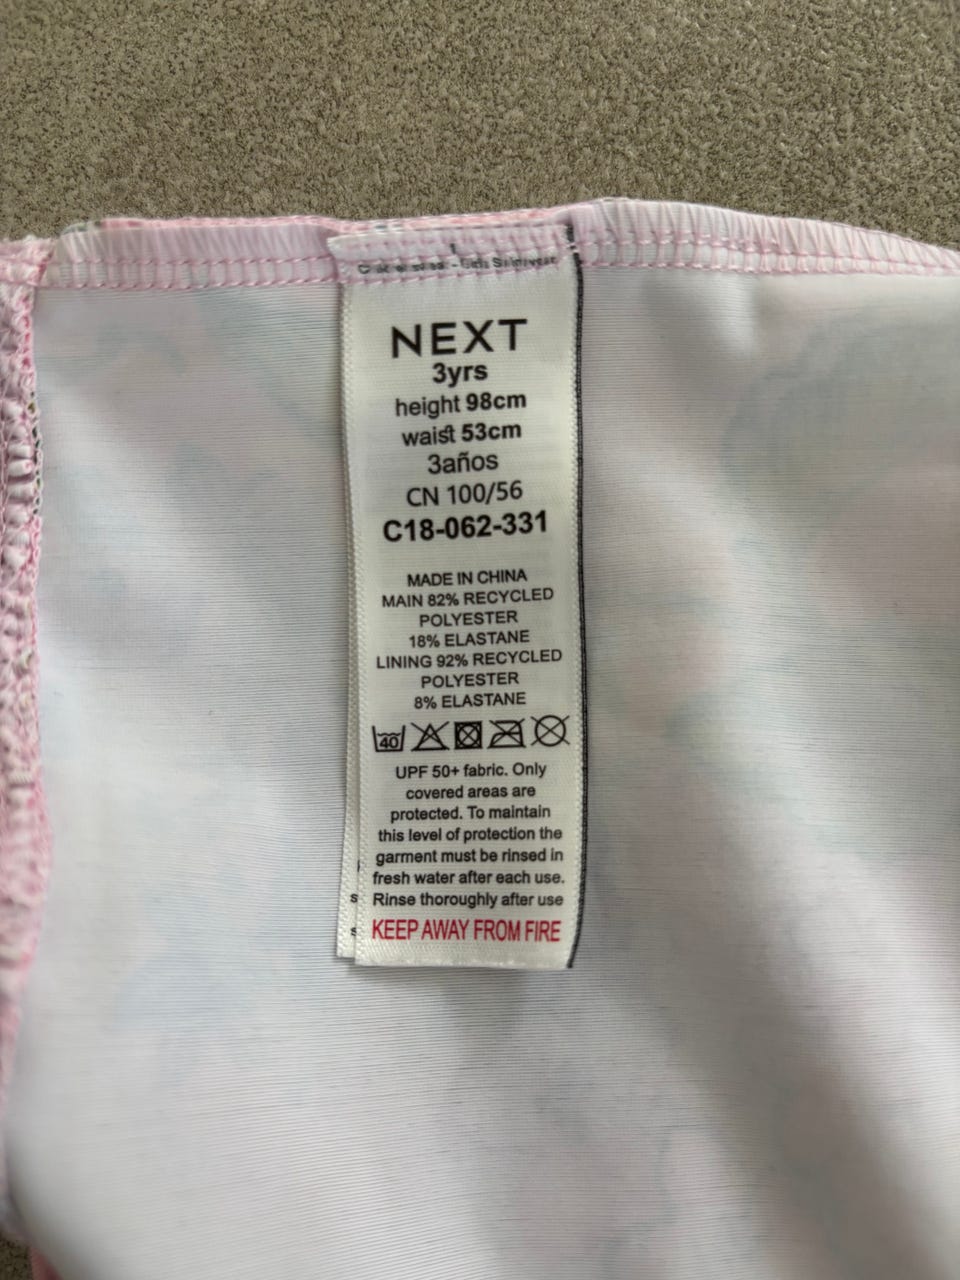 Girls Swimwear
NEXT
3yrs
height 98cm
waist 53cm
3años
CN 100/56
C18-062-331
MADE IN CHINA
MAIN 82% RECYCLED
POLYESTER
18% ELASTANE
LINING 92% RECYCLED
POLYESTER
8% ELASTANE
40
UPF 50+ fabric. Only
covered areas are
protected. To maintain
this level of protection the
garment must be rinsed in
fresh water after each use.
Rinse thoroughly after use
KEEP AWAY FROM FIRE